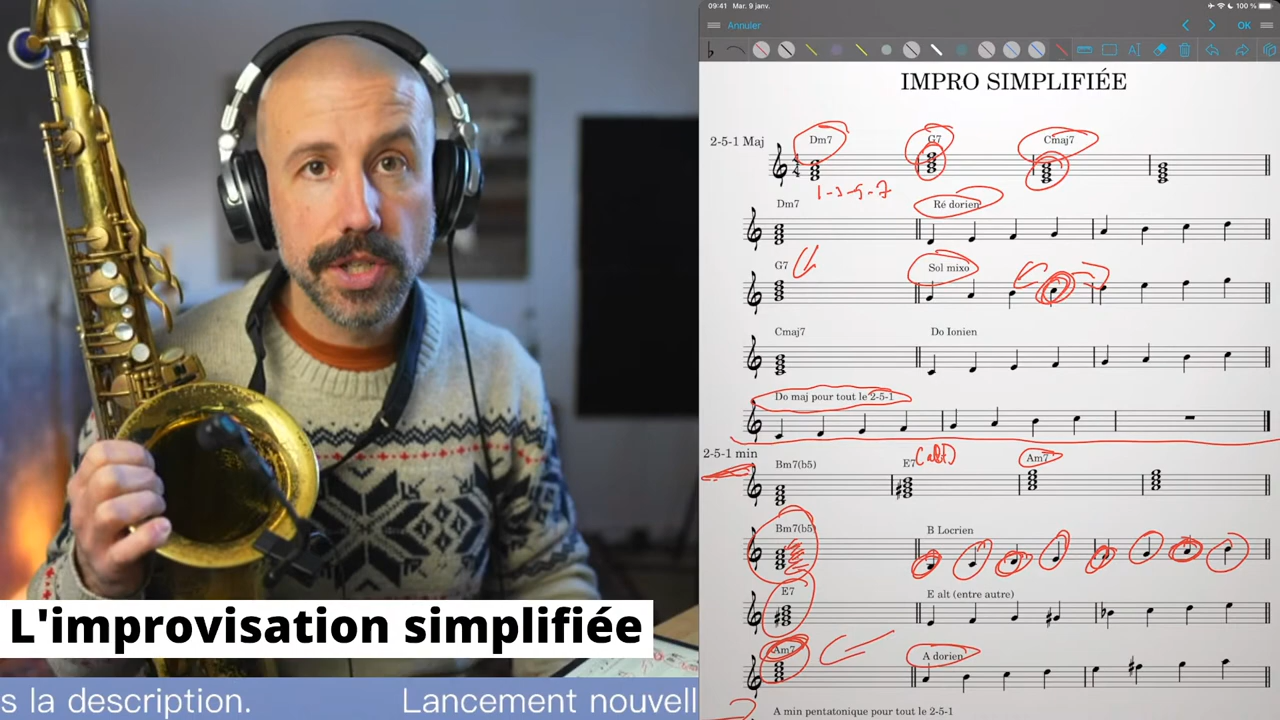 09:41 Mar. 9 janv.
100 %
Annuler
OK
IMPRO SIMPLIFIÉE
2-5-1 Maj
Dm7
G7
Cmaj7
1-3-5-7
Dm7
Ré dorien
G7
Sol mixo
Cmaj7
Do Ionien
Do maj pour tout le 2-5-1
2-5-1 min
Bm7(b5)
E7
(alt)
Am7
Bm7(b5)
B Locrien
E7
E alt (entre autre)
Am7
A dorien
A min pentatonique pour tout le 2-5-1
L'improvisation simplifiée
s la description.
Lancement nouvell